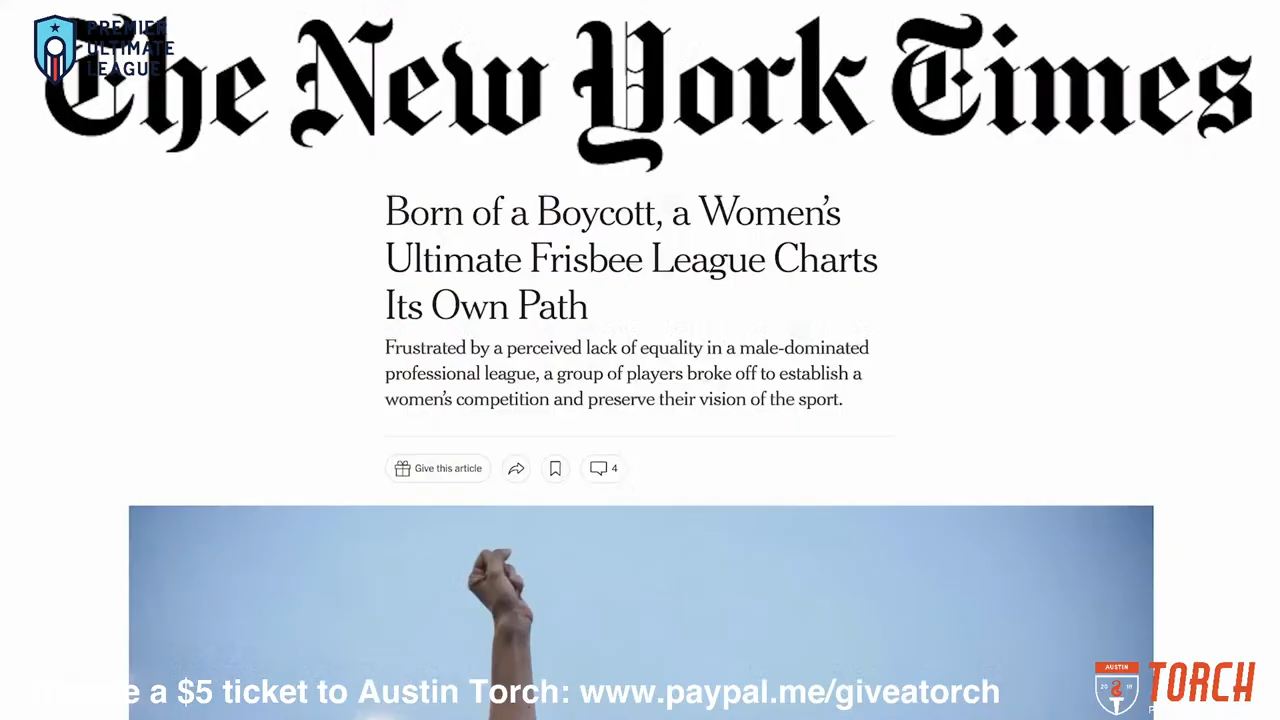 PREMIER
ULTIMATE
LEAGUE
The New York Times
Born of a Boycott, a Women's
Ultimate Frisbee League Charts
Its Own Path
Frustrated by a perceived lack of equality in a male-dominated
professional league, a group of players broke off to establish a
women's competition and preserve their vision of the sport.
Give this article
4
a $5 ticket to Austin Torch: www.paypal.me/giveatorch
AUSTIN
20 18
TORCH